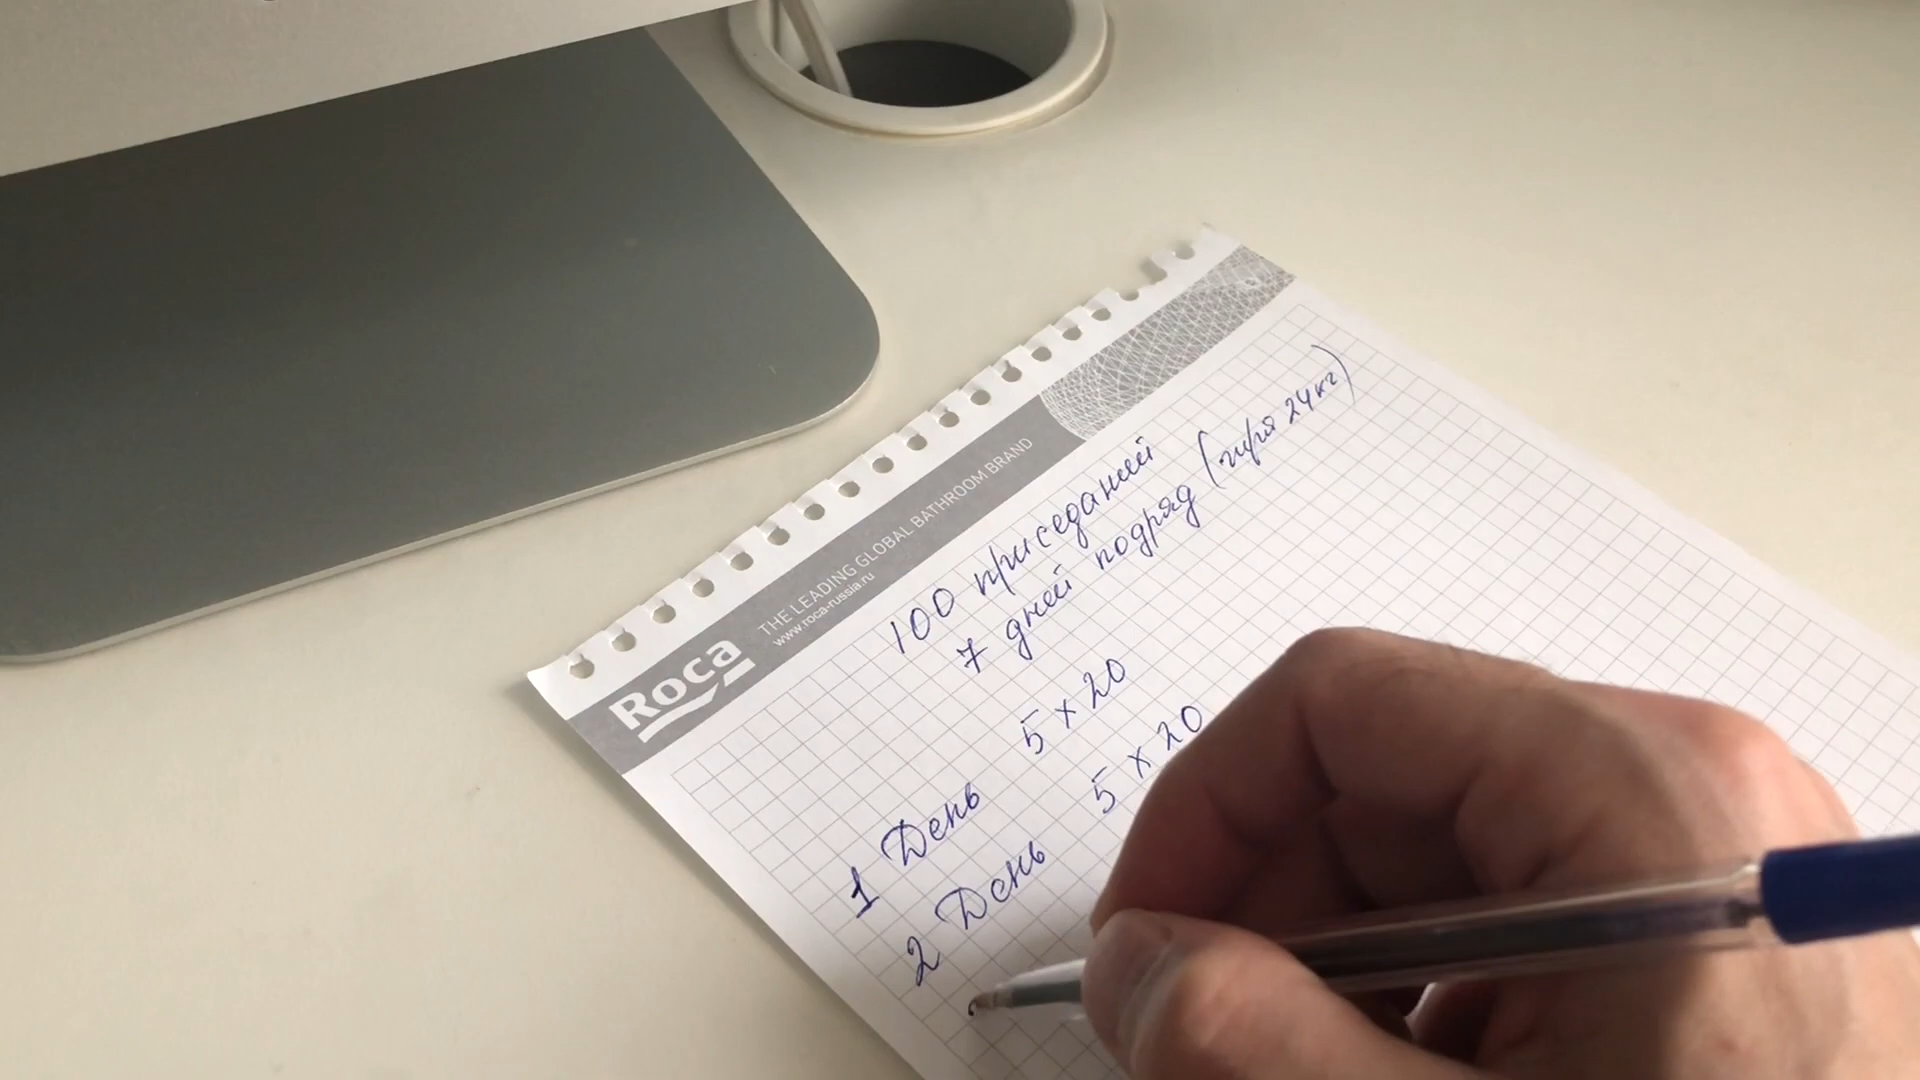 Roca
THE LEADING GLOBAL BATHROOM BRAND
www.roca-russia.ru
100 приседаний
7 дней подряд (гиря 24кг)
1 День 5 x 20
2 День 5 x 20